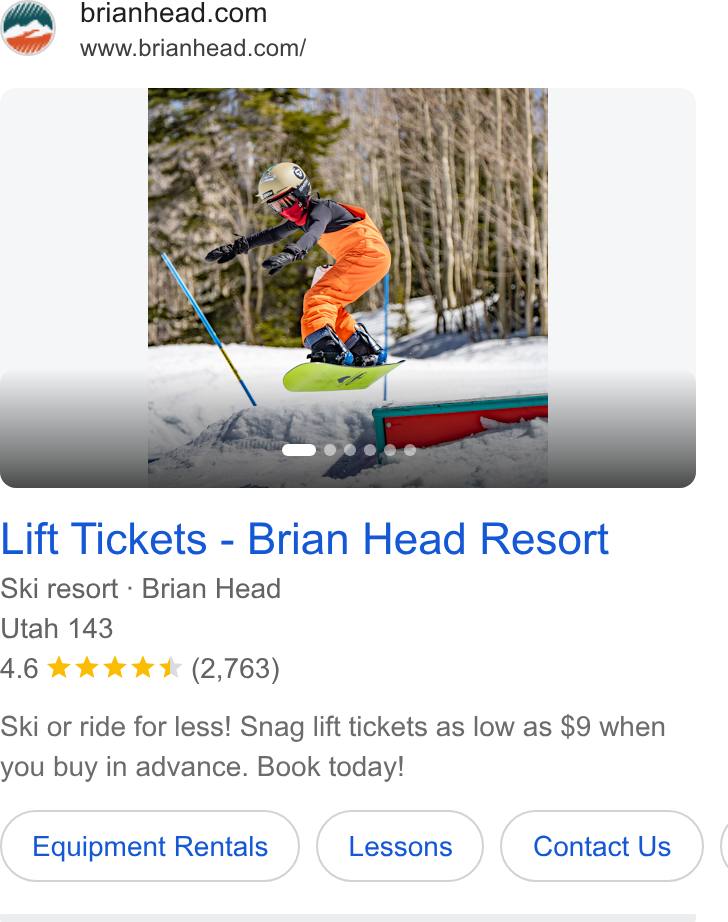 brianhead.com
www.brianhead.com/
Lift Tickets - Brian Head Resort
Ski resort · Brian Head
Utah 143
4.6 (2,763)
Ski or ride for less! Snag lift tickets as low as $9 when
you buy in advance. Book today!
Equipment Rentals Lessons Contact Us